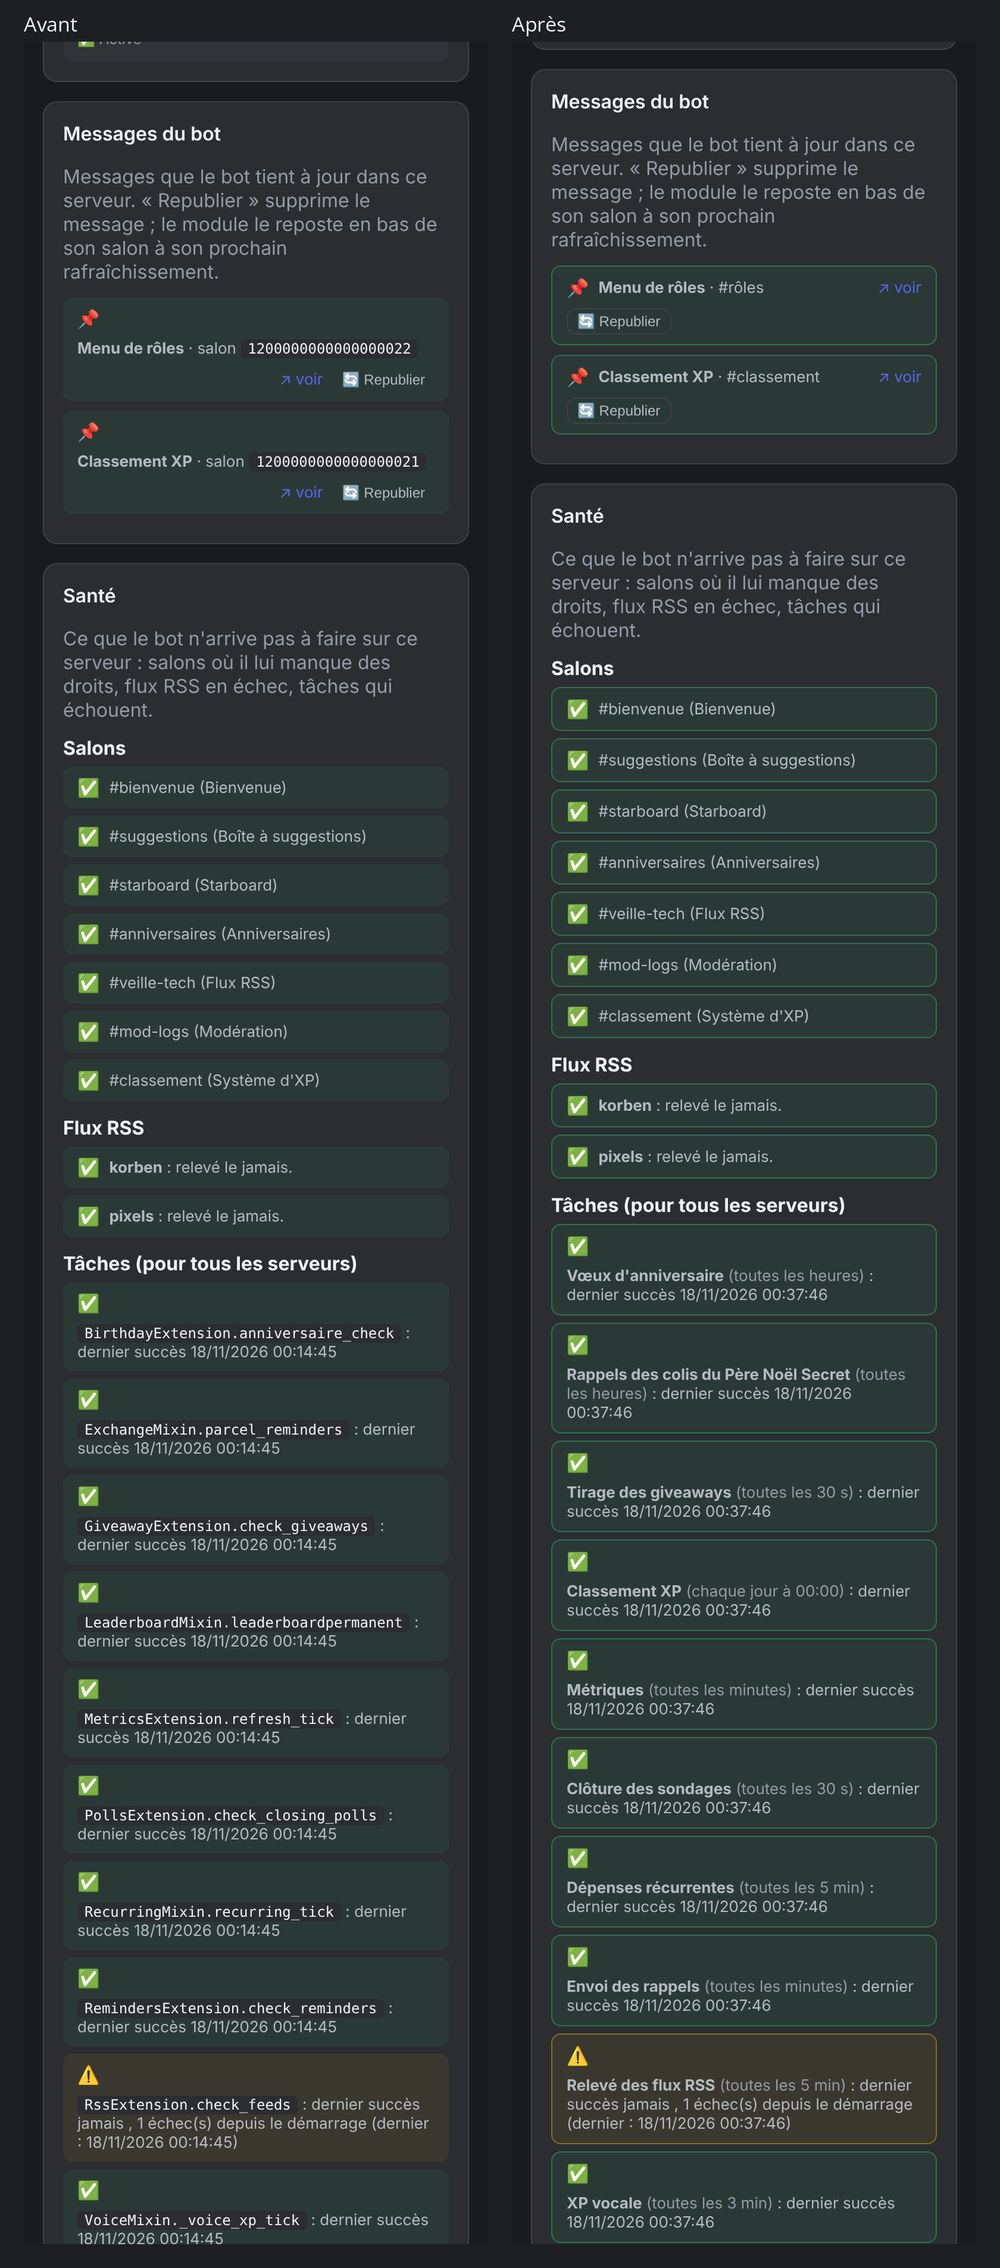 Avant
Active
Messages du bot
Messages que le bot tient à jour dans ce
serveur. « Republier » supprime le
message ; le module le reposte en bas de
son salon à son prochain
rafraîchissement.
Menu de rôles · salon 1200000000000000022
↗ voir 🔄 Republier
Classement XP · salon 1200000000000000021
↗ voir 🔄 Republier
Santé
Ce que le bot n'arrive pas à faire sur ce
serveur : salons où il lui manque des
droits, flux RSS en échec, tâches qui
échouent.
Salons
#bienvenue (Bienvenue)
#suggestions (Boîte à suggestions)
#starboard (Starboard)
#anniversaires (Anniversaires)
#veille-tech (Flux RSS)
#mod-logs (Modération)
#classement (Système d'XP)
Flux RSS
korben : relevé le jamais.
pixels : relevé le jamais.
Tâches (pour tous les serveurs)
BirthdayExtension.anniversaire_check :
dernier succès 18/11/2026 00:14:45
ExchangeMixin.parcel_reminders : dernier
succès 18/11/2026 00:14:45
GiveawayExtension.check_giveaways :
dernier succès 18/11/2026 00:14:45
LeaderboardMixin.leaderboardpermanent :
dernier succès 18/11/2026 00:14:45
MetricsExtension.refresh_tick : dernier
succès 18/11/2026 00:14:45
PollsExtension.check_closing_polls :
dernier succès 18/11/2026 00:14:45
RecurringMixin.recurring_tick : dernier
succès 18/11/2026 00:14:45
RemindersExtension.check_reminders :
dernier succès 18/11/2026 00:14:45
RssExtension.check_feeds : dernier succès
jamais , 1 échec(s) depuis le démarrage (dernier
: 18/11/2026 00:14:45)
VoiceMixin._voice_xp_tick : dernier succès
18/11/2026 00:14:45
Après
Messages du bot
Messages que le bot tient à jour dans ce
serveur. « Republier » supprime le
message ; le module le reposte en bas de
son salon à son prochain
rafraîchissement.
Menu de rôles · #rôles ↗ voir
🔄 Republier
Classement XP · #classement ↗ voir
🔄 Republier
Santé
Ce que le bot n'arrive pas à faire sur ce
serveur : salons où il lui manque des
droits, flux RSS en échec, tâches qui
échouent.
Salons
#bienvenue (Bienvenue)
#suggestions (Boîte à suggestions)
#starboard (Starboard)
#anniversaires (Anniversaires)
#veille-tech (Flux RSS)
#mod-logs (Modération)
#classement (Système d'XP)
Flux RSS
korben : relevé le jamais.
pixels : relevé le jamais.
Tâches (pour tous les serveurs)
Vœux d'anniversaire (toutes les heures) :
dernier succès 18/11/2026 00:37:46
Rappels des colis du Père Noël Secret (toutes
les heures) : dernier succès 18/11/2026
00:37:46
Tirage des giveaways (toutes les 30 s) : dernier
succès 18/11/2026 00:37:46
Classement XP (chaque jour à 00:00) : dernier
succès 18/11/2026 00:37:46
Métriques (toutes les minutes) : dernier succès
18/11/2026 00:37:46
Clôture des sondages (toutes les 30 s) : dernier
succès 18/11/2026 00:37:46
Dépenses récurrentes (toutes les 5 min) :
dernier succès 18/11/2026 00:37:46
Envoi des rappels (toutes les minutes) : dernier
succès 18/11/2026 00:37:46
Relevé des flux RSS (toutes les 5 min) : dernier
succès jamais , 1 échec(s) depuis le démarrage
(dernier : 18/11/2026 00:37:46)
XP vocale (toutes les 3 min) : dernier succès
18/11/2026 00:37:46